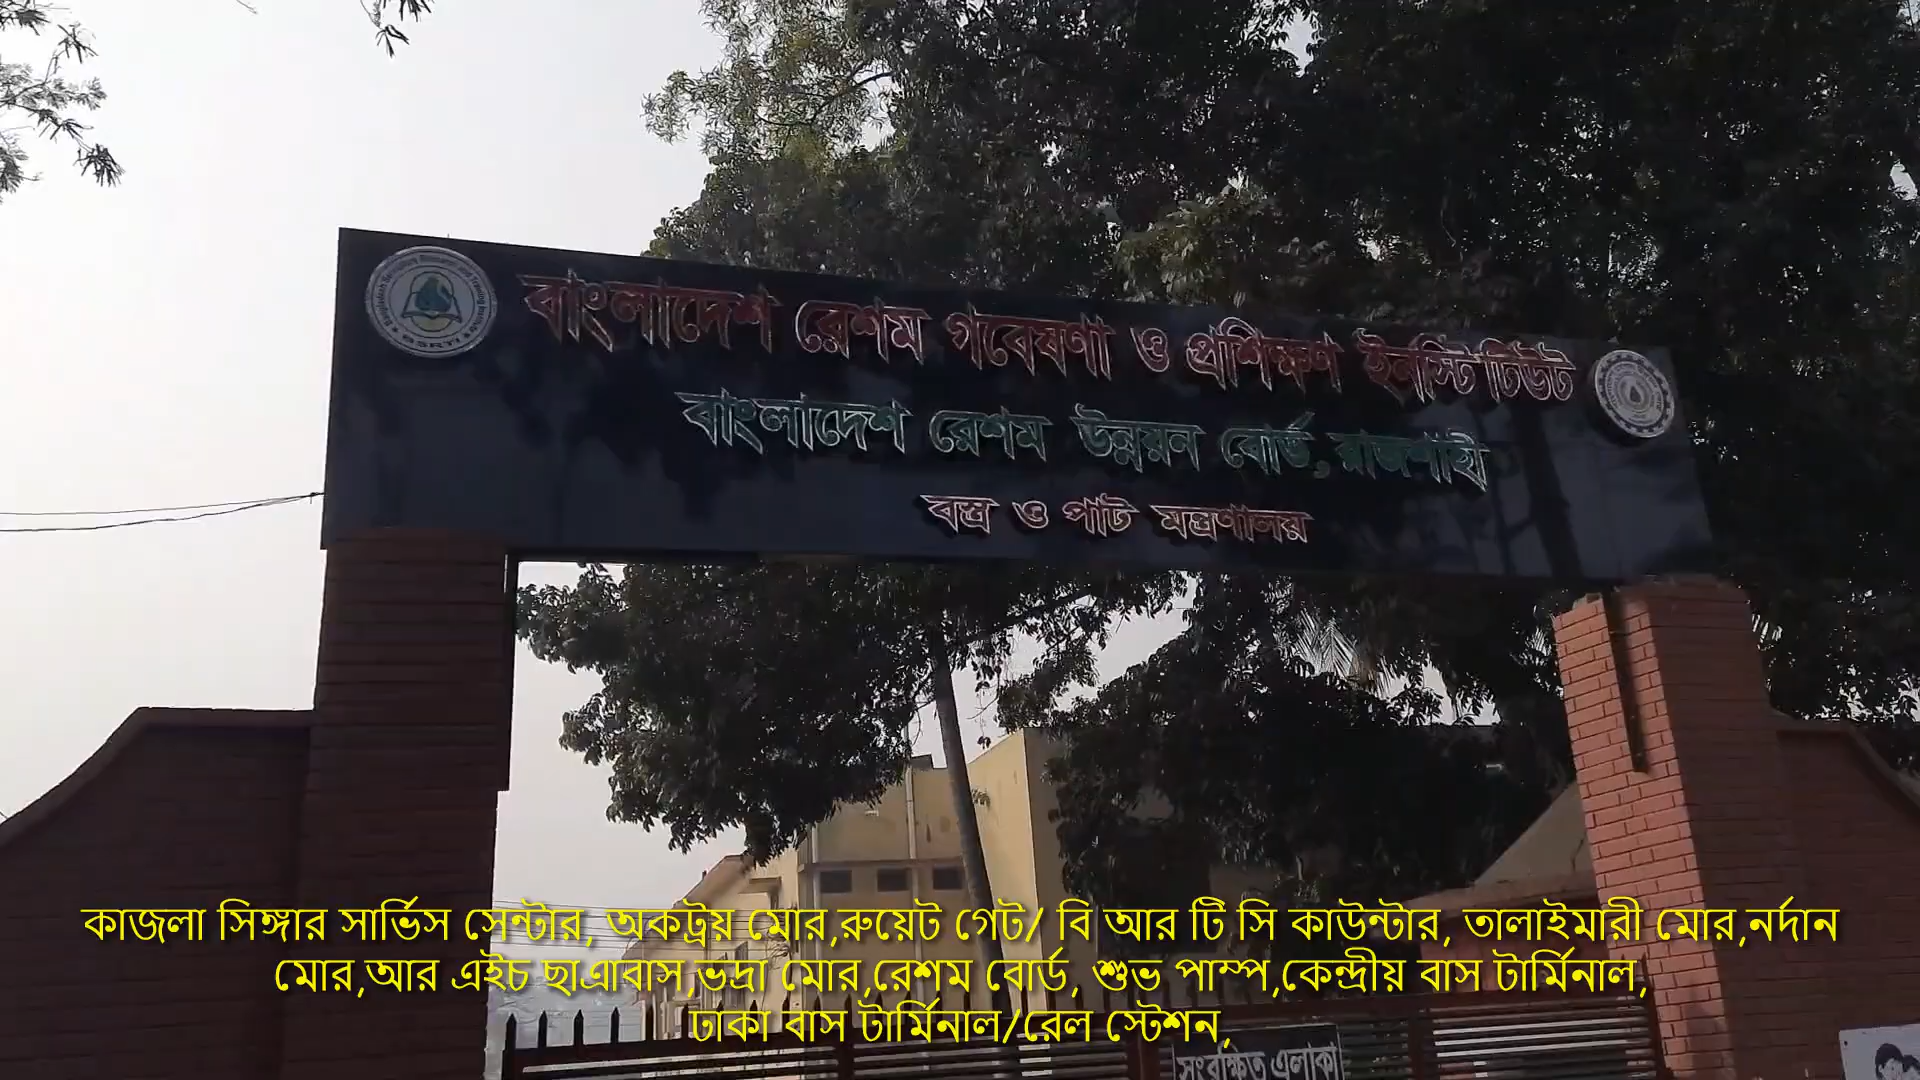 বাংলাদেশ রেশম গবেষণা ও প্রশিক্ষণ ইনস্টিটিউট
বাংলাদেশ রেশম উন্নয়ন বোর্ড, রাজশাহী
বস্ত্র ও পাট মন্ত্রণালয়
BSRTI
কাজলা সিঙ্গার সার্ভিস সেন্টার, অকট্রয় মোর,রুয়েট গেট/ বি আর টি সি কাউন্টার, তালাইমারী মোর,নর্দান
মোর,আর এইচ ছাএাবাস,ভদ্রা মোর,রেশম বোর্ড, শুভ পাম্প,কেন্দ্রীয় বাস টার্মিনাল,
ঢাকা বাস টার্মিনাল/রেল স্টেশন,
সংরক্ষিত এলাকা